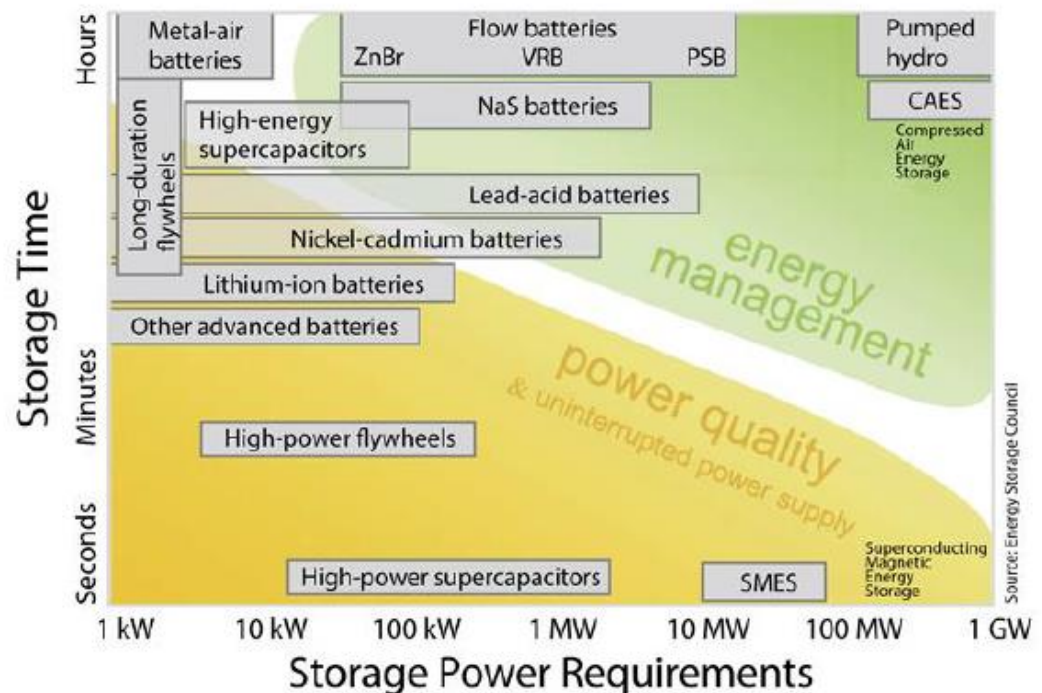 Storage Time
Hours
Minutes
Seconds
Metal-air
batteries
Flow batteries
ZnBr VRB PSB
Pumped
hydro
Long-duration
flywheels
High-energy
supercapacitors
NaS batteries
CAES
Compressed
Air
Energy
Storage
Lead-acid batteries
Nickel-cadmium batteries
Lithium-ion batteries
Other advanced batteries
energy
management
power quality
& uninterrupted power supply
High-power flywheels
High-power supercapacitors
SMES
Superconducting
Magnetic
Energy
Storage
Source: Energy Storage Council
1 kW 10 kW 100 kW 1 MW 10 MW 100 MW 1 GW
Storage Power Requirements